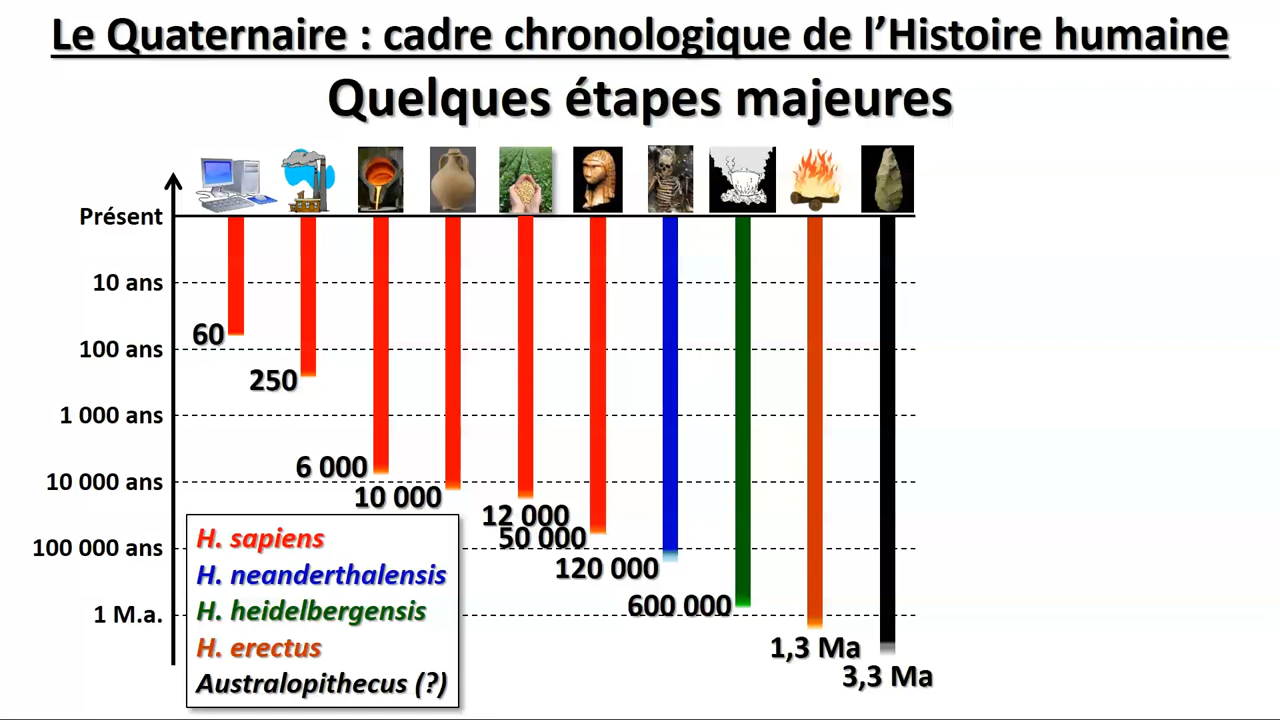 Le Quaternaire : cadre chronologique de l’Histoire humaine
Quelques étapes majeures
Présent
10 ans
100 ans
1 000 ans
10 000 ans
100 000 ans
1 M.a.
60
250
6 000
10 000
12 000
50 000
120 000
600 000
1,3 Ma
3,3 Ma
H. sapiens
H. neanderthalensis
H. heidelbergensis
H. erectus
Australopithecus (?)